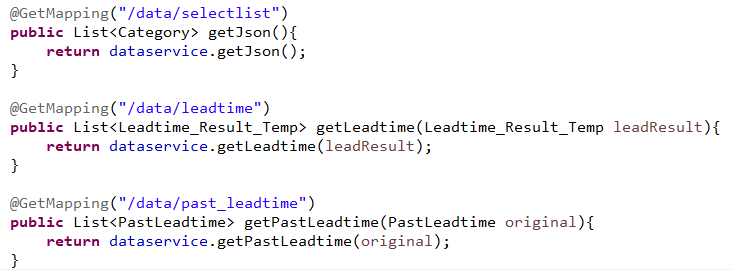 @GetMapping("/data/selectlist")
public List<Category> getJson(){
return dataservice.getJson();
}
@GetMapping("/data/leadtime")
public List<Leadtime_Result_Temp> getLeadtime(Leadtime_Result_Temp leadResult){
return dataservice.getLeadtime(leadResult);
}
@GetMapping("/data/past_leadtime")
public List<PastLeadtime> getPastLeadtime(PastLeadtime original){
return dataservice.getPastLeadtime(original);
}